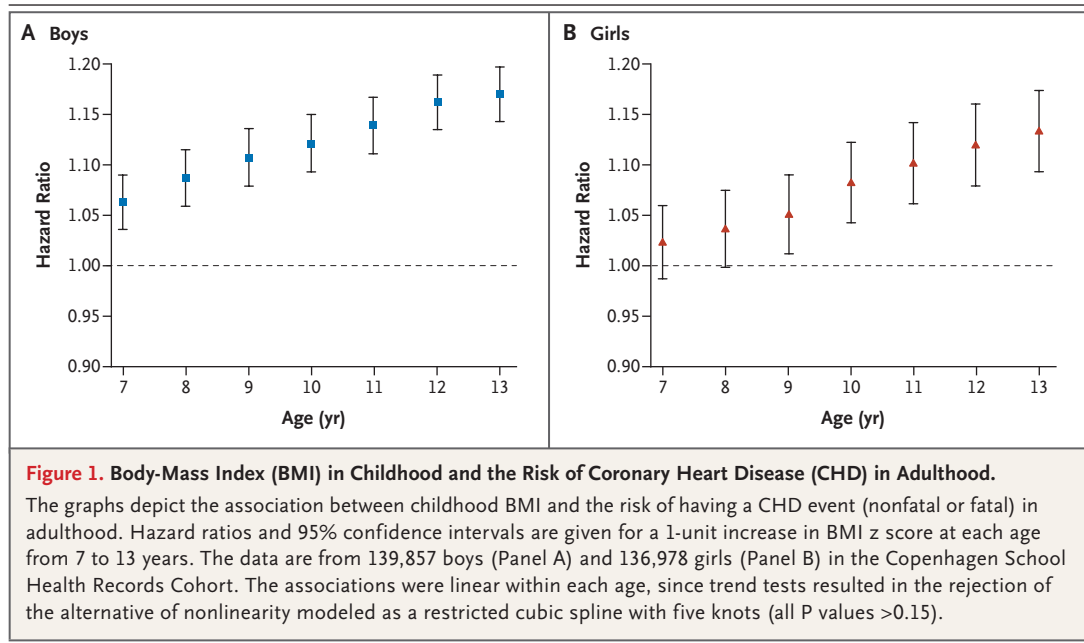 A Boys
1.20
1.15
1.10
1.05
1.00
0.95
0.90
Hazard Ratio
7 8 9 10 11 12 13
Age (yr)
B Girls
1.20
1.15
1.10
1.05
1.00
0.95
0.90
Hazard Ratio
7 8 9 10 11 12 13
Age (yr)
Figure 1. Body-Mass Index (BMI) in Childhood and the Risk of Coronary Heart Disease (CHD) in Adulthood.
The graphs depict the association between childhood BMI and the risk of having a CHD event (nonfatal or fatal) in
adulthood. Hazard ratios and 95% confidence intervals are given for a 1-unit increase in BMI z score at each age
from 7 to 13 years. The data are from 139,857 boys (Panel A) and 136,978 girls (Panel B) in the Copenhagen School
Health Records Cohort. The associations were linear within each age, since trend tests resulted in the rejection of
the alternative of nonlinearity modeled as a restricted cubic spline with five knots (all P values >0.15).